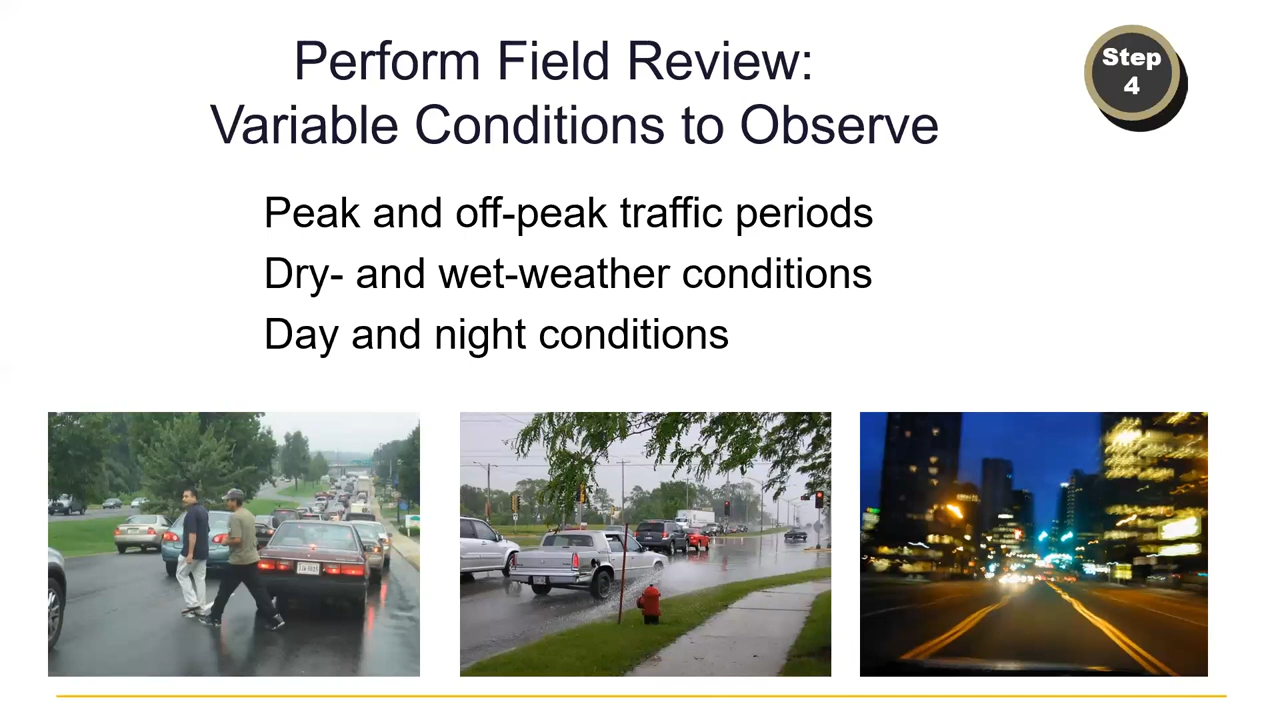 Perform Field Review:
Variable Conditions to Observe
Step
4
Peak and off-peak traffic periods
Dry- and wet-weather conditions
Day and night conditions